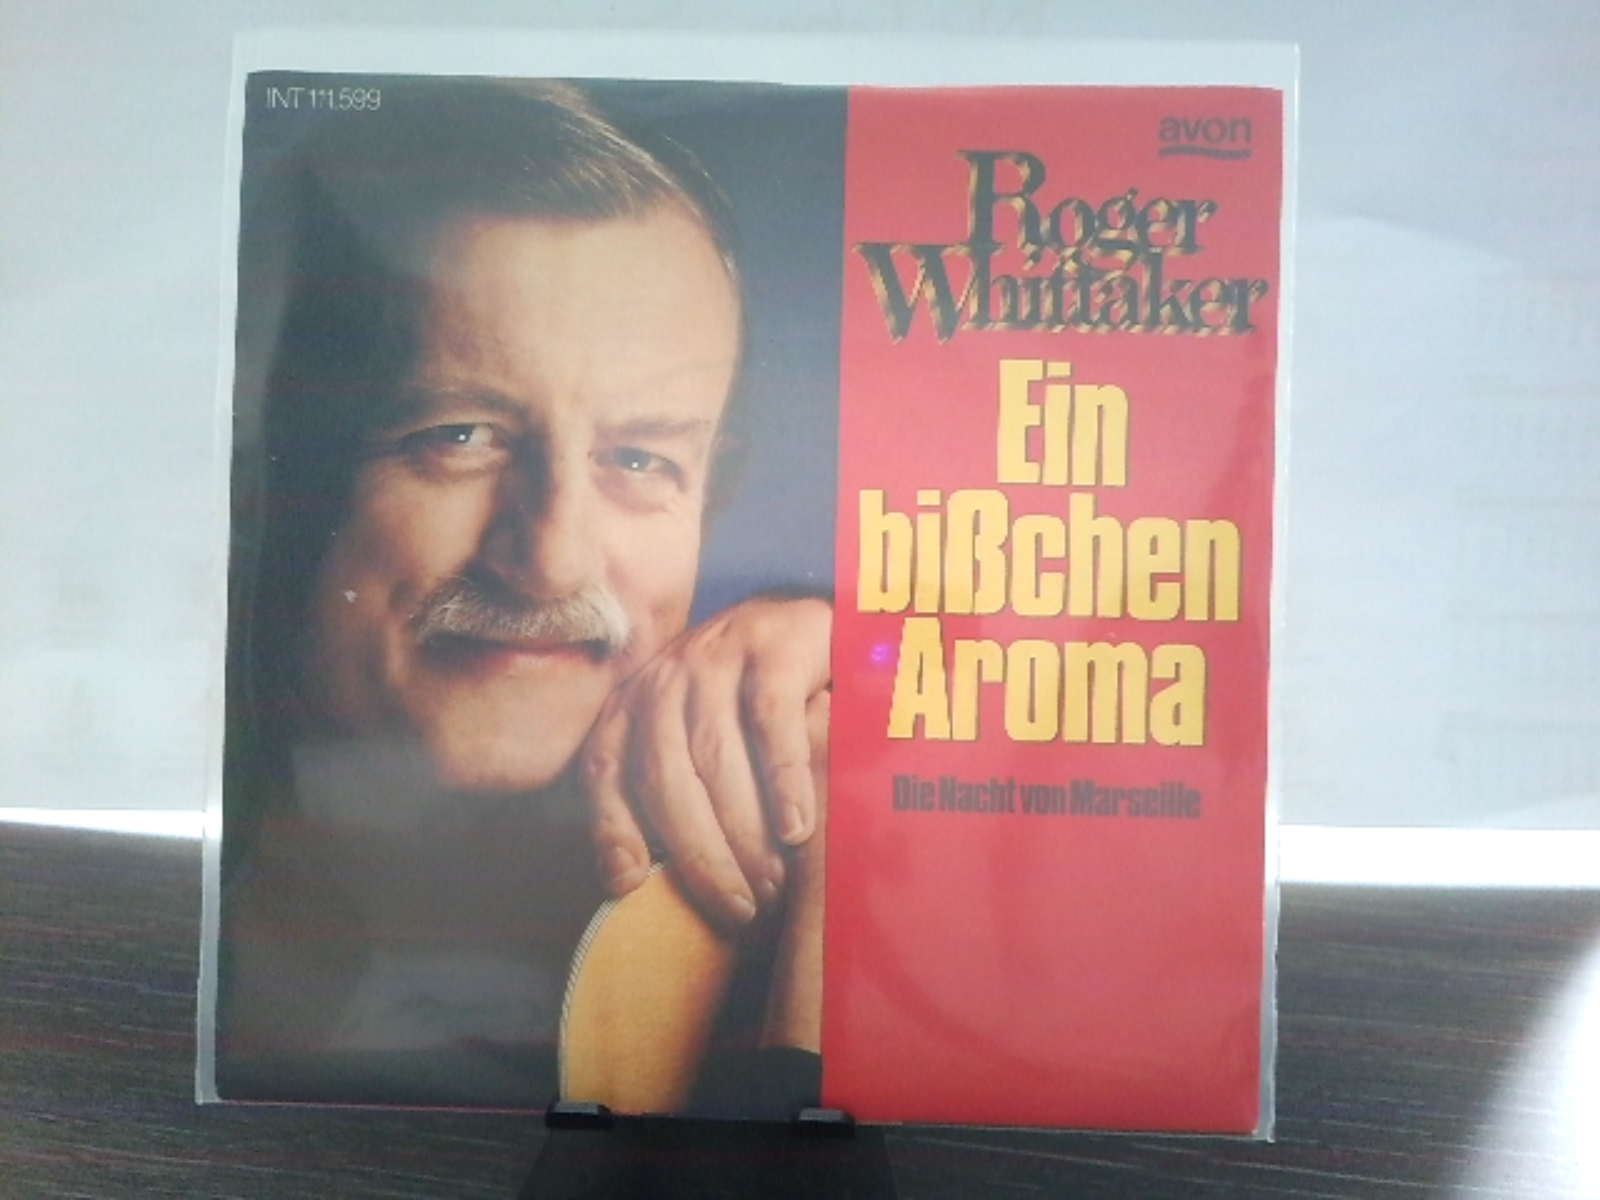 INT 111.599
avon
Roger
Whittaker
Ein
bißchen
Aroma
Die Nacht von Marseille